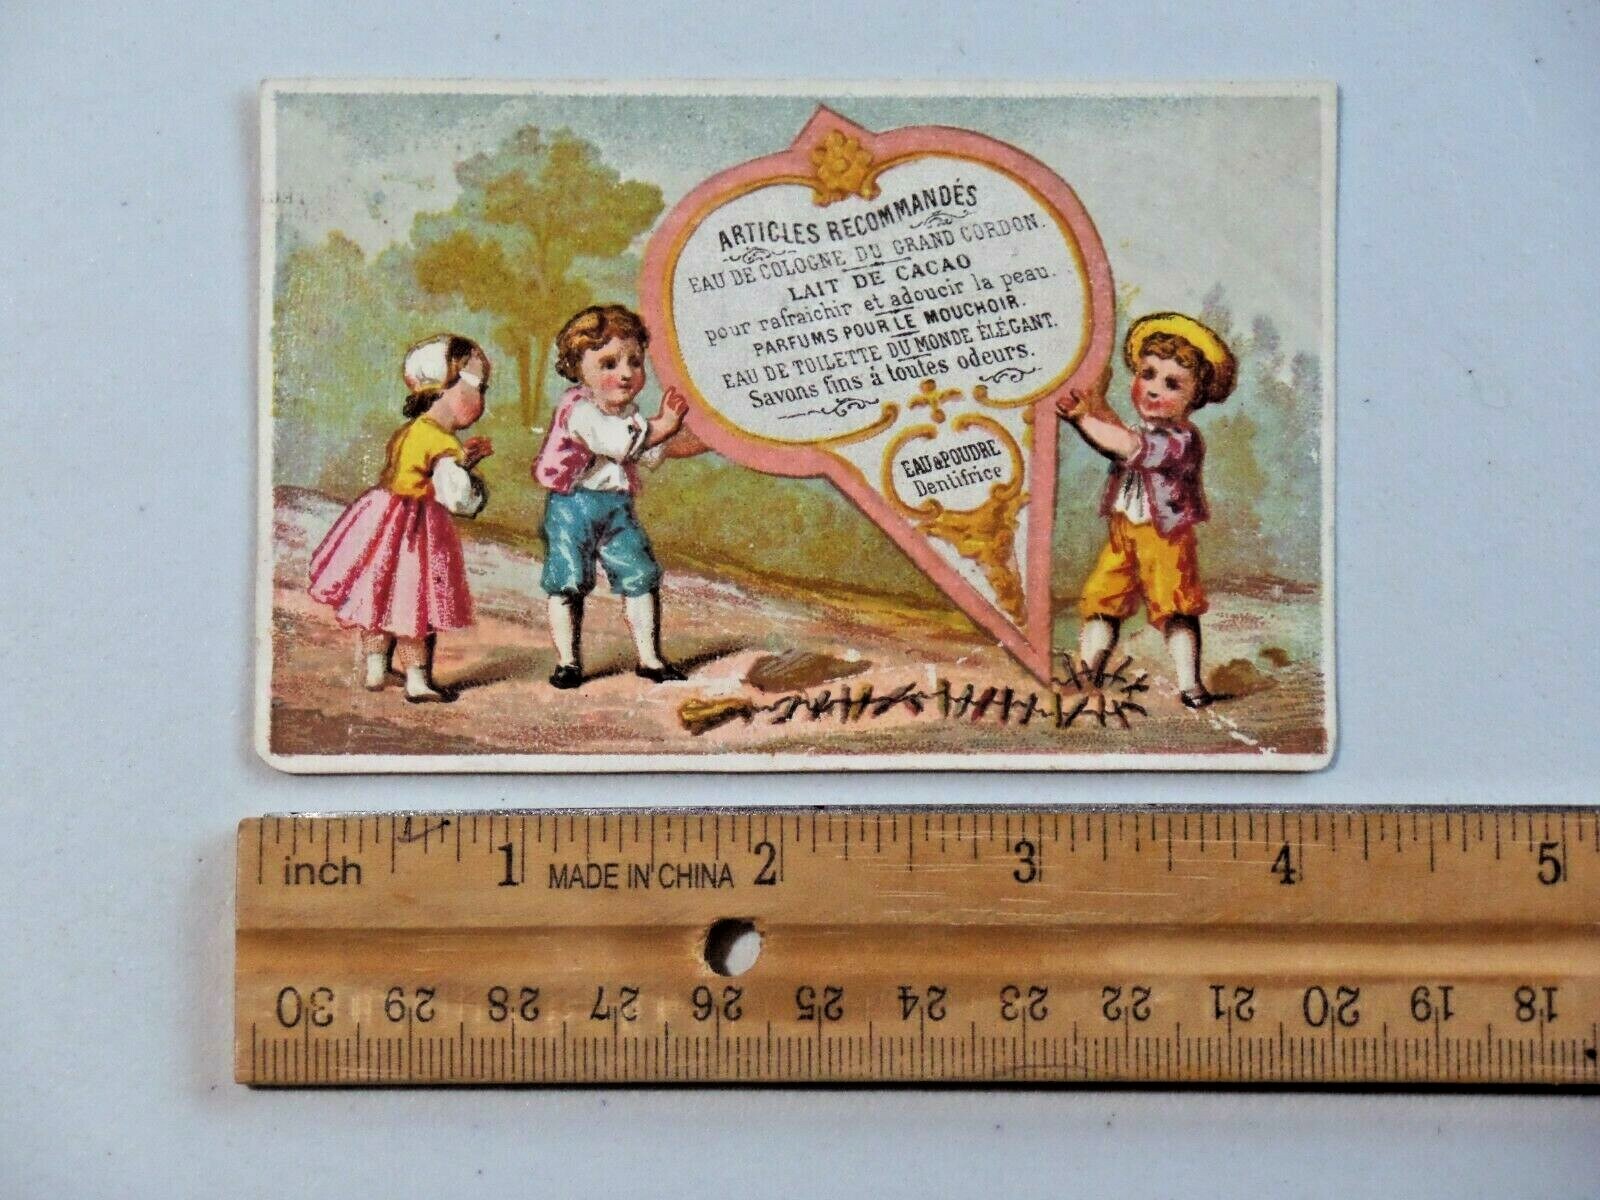 ARTICLES RECOMMANDÉS
EAU DE COLOGNE DU GRAND CORDON.
LAIT DE CACAO
pour rafraichir et adoucir la peau.
PARFUMS POUR LE MOUCHOIR.
EAU DE TOILETTE DU MONDE ÉLÉGANT.
Savons fins à toutes odeurs.
EAU & POUDRE
Dentifrice
inch 1 MADE IN CHINA 2 3 4 5
30 29 28 27 26 25 24 23 22 21 20 19 18